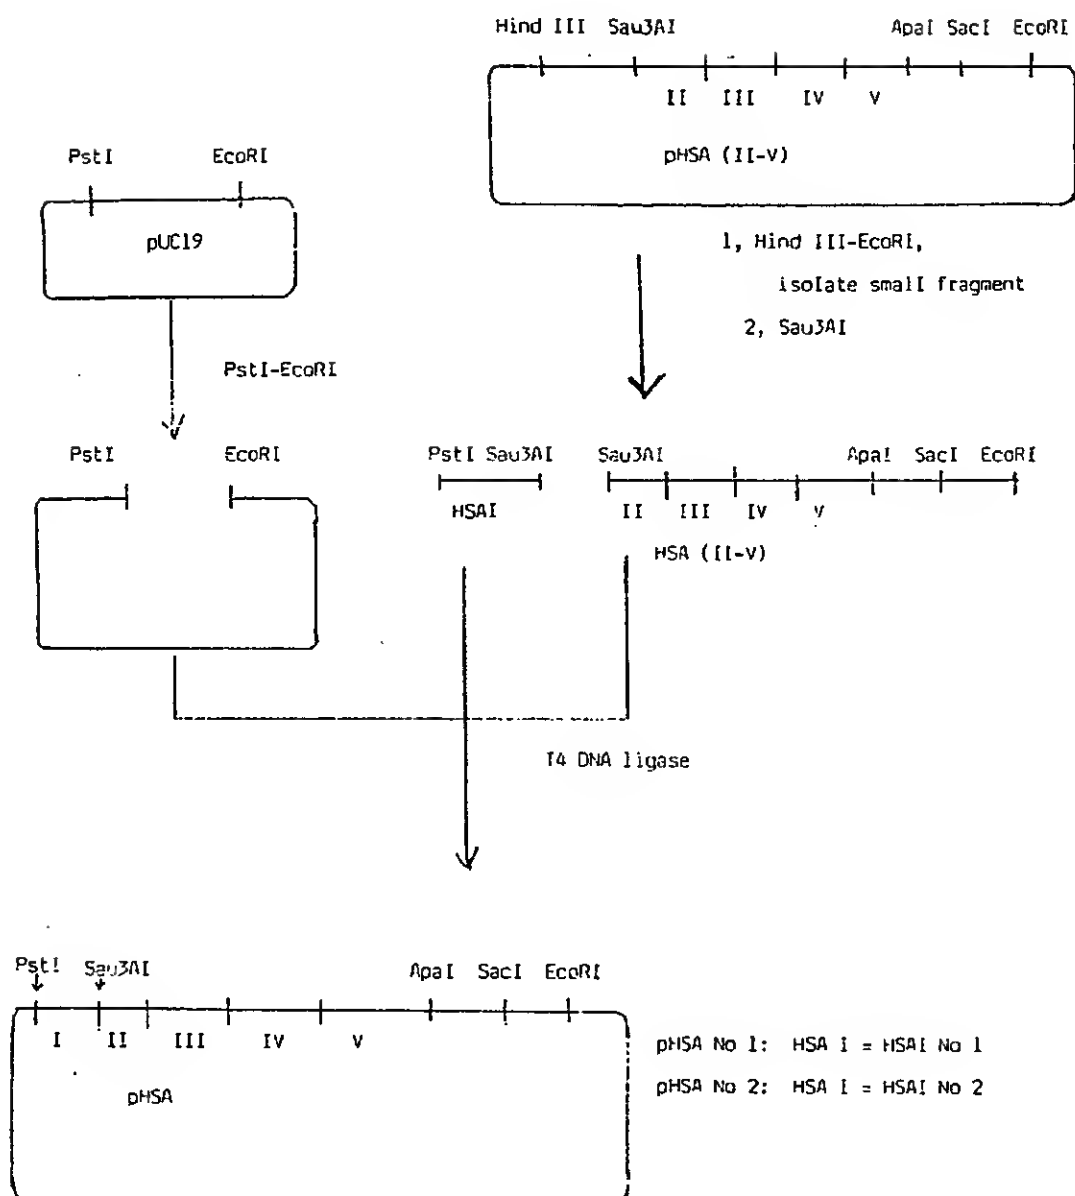 Hind III Sau3AI ApaI SacI EcoRI
II III IV V
pHSA (II-V)
PstI EcoRI
pUC19
1, Hind III-EcoRI,
isolate small fragment
2, Sau3AI
PstI-EcoRI
PstI EcoRI
PstI Sau3AI Sau3AI ApaI SacI EcoRI
HSAI II III IV V
HSA (II-V)
T4 DNA ligase
PstI Sau3AI ApaI SacI EcoRI
I II III IV V
pHSA
pHSA No 1: HSA I = HSAI No 1
pHSA No 2: HSA I = HSAI No 2